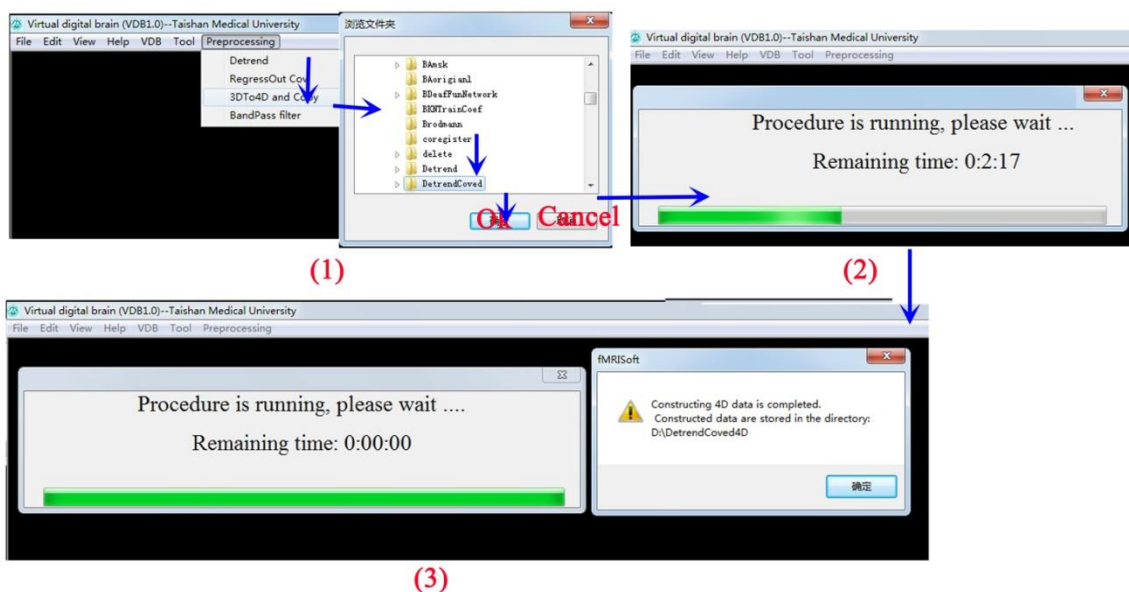 Virtual digital brain (VDB1.0)--Taishan Medical University
File Edit View Help VDB Tool Preprocessing
Detrend
RegressOut Cov
3DTo4D and Copy
BandPass filter
浏览文件夹
BAmsk
BAorigianl
BDeafFunNetwork
BKNTrainCoef
Brodmann
coregister
delete
Detrend
DetrendCoved
Ok Cancel
(1)
Virtual digital brain (VDB1.0)--Taishan Medical University
File Edit View Help VDB Tool Preprocessing
Procedure is running, please wait ...
Remaining time: 0:2:17
(2)
Virtual digital brain (VDB1.0)--Taishan Medical University
File Edit View Help VDB Tool Preprocessing
Procedure is running, please wait ....
Remaining time: 0:00:00
fMRISoft
Constructing 4D data is completed.
Constructed data are stored in the directory:
D:\DetrendCoved4D
确定
(3)